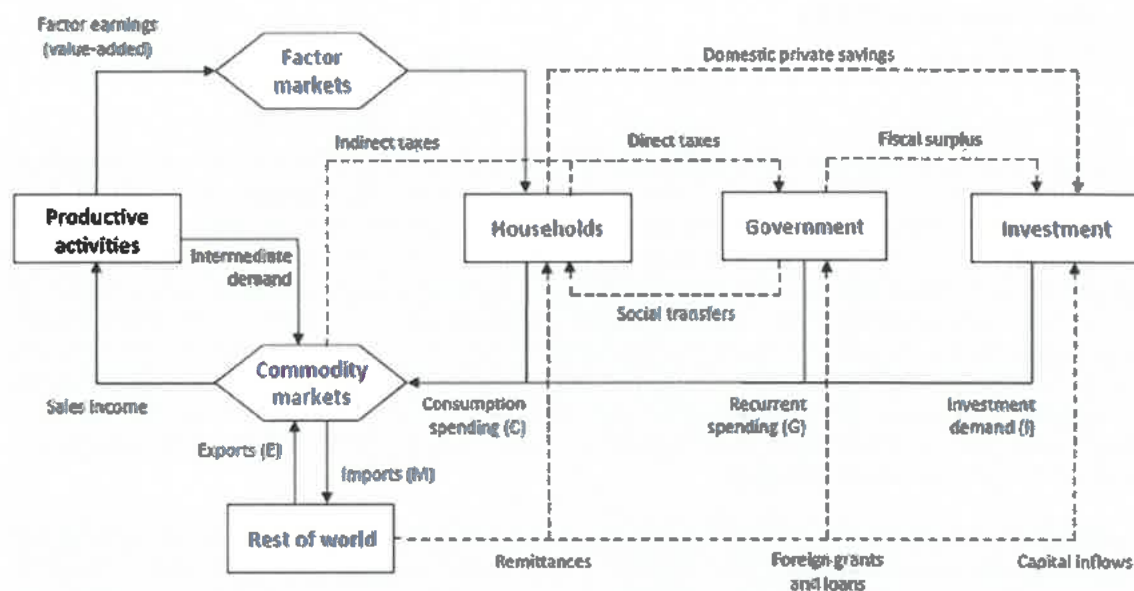 Factor earnings
(value-added)
Factor
markets
Domestic private savings
Indirect taxes
Direct taxes
Fiscal surplus
Productive
activities
Households
Government
Investment
Intermediate
demand
Social transfers
Commodity
markets
Sales income
Consumption
spending (C)
Recurrent
spending (G)
Investment
demand (I)
Exports (E)
Imports (M)
Rest of world
Remittances
Foreign grants
and loans
Capital inflows